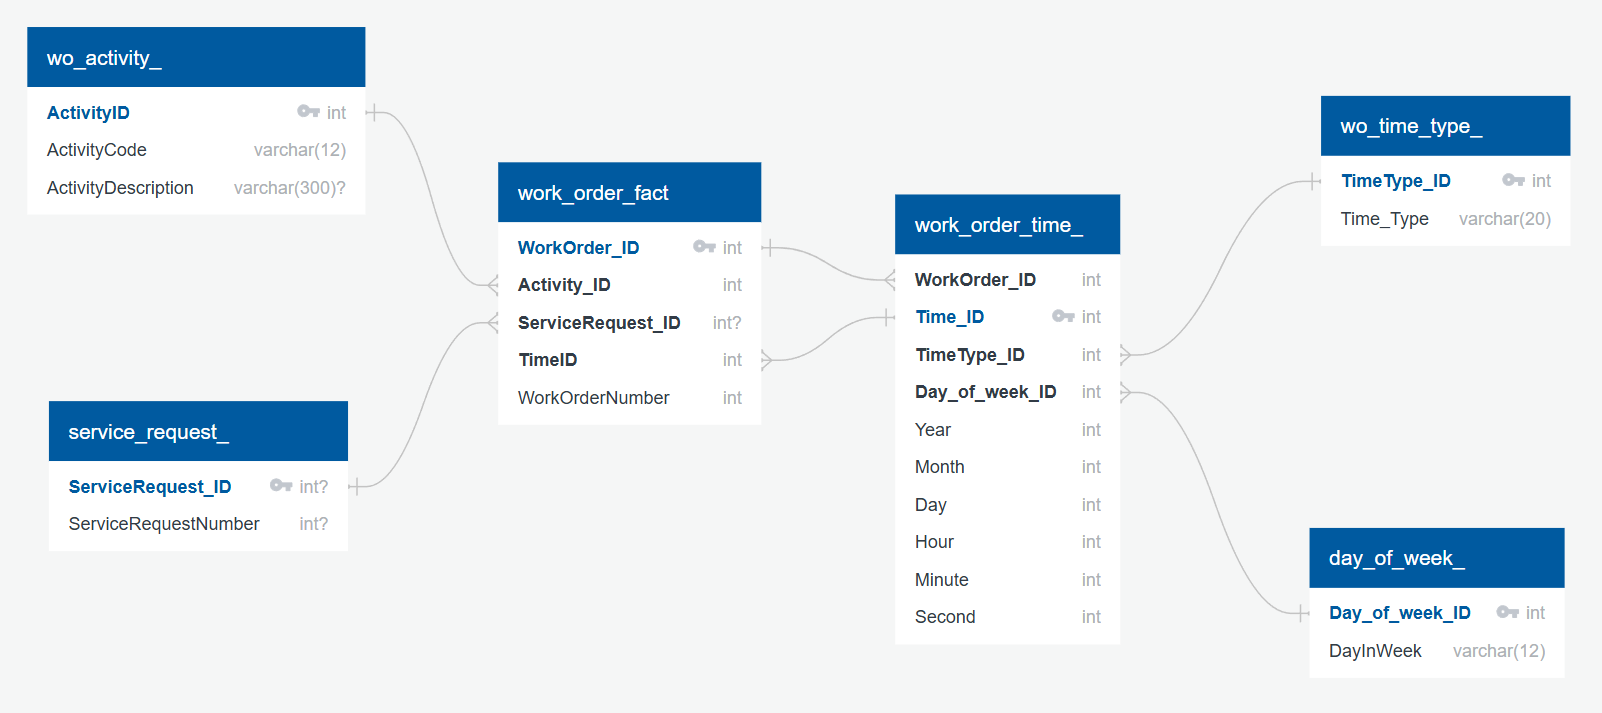 wo_activity_
ActivityID int
ActivityCode varchar(12)
ActivityDescription varchar(300)?
service_request_
ServiceRequest_ID int?
ServiceRequestNumber int?
work_order_fact
WorkOrder_ID int
Activity_ID int
ServiceRequest_ID int?
TimeID int
WorkOrderNumber int
work_order_time_
WorkOrder_ID int
Time_ID int
TimeType_ID int
Day_of_week_ID int
Year int
Month int
Day int
Hour int
Minute int
Second int
wo_time_type_
TimeType_ID int
Time_Type varchar(20)
day_of_week_
Day_of_week_ID int
DayInWeek varchar(12)